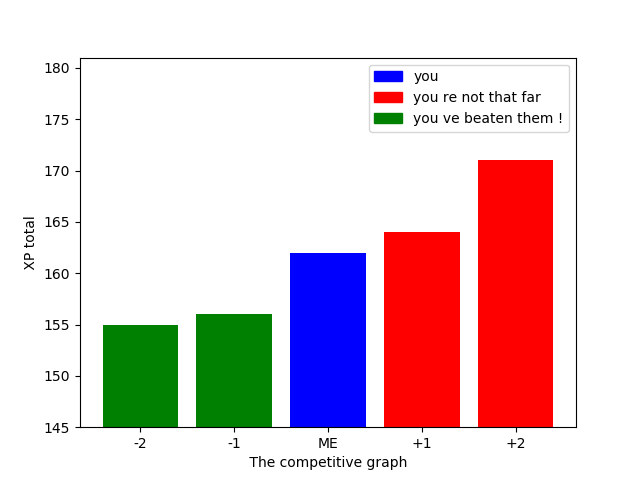 180
175
170
165
160
155
150
145
XP total
you
you re not that far
you ve beaten them !
-2 -1 ME +1 +2
The competitive graph